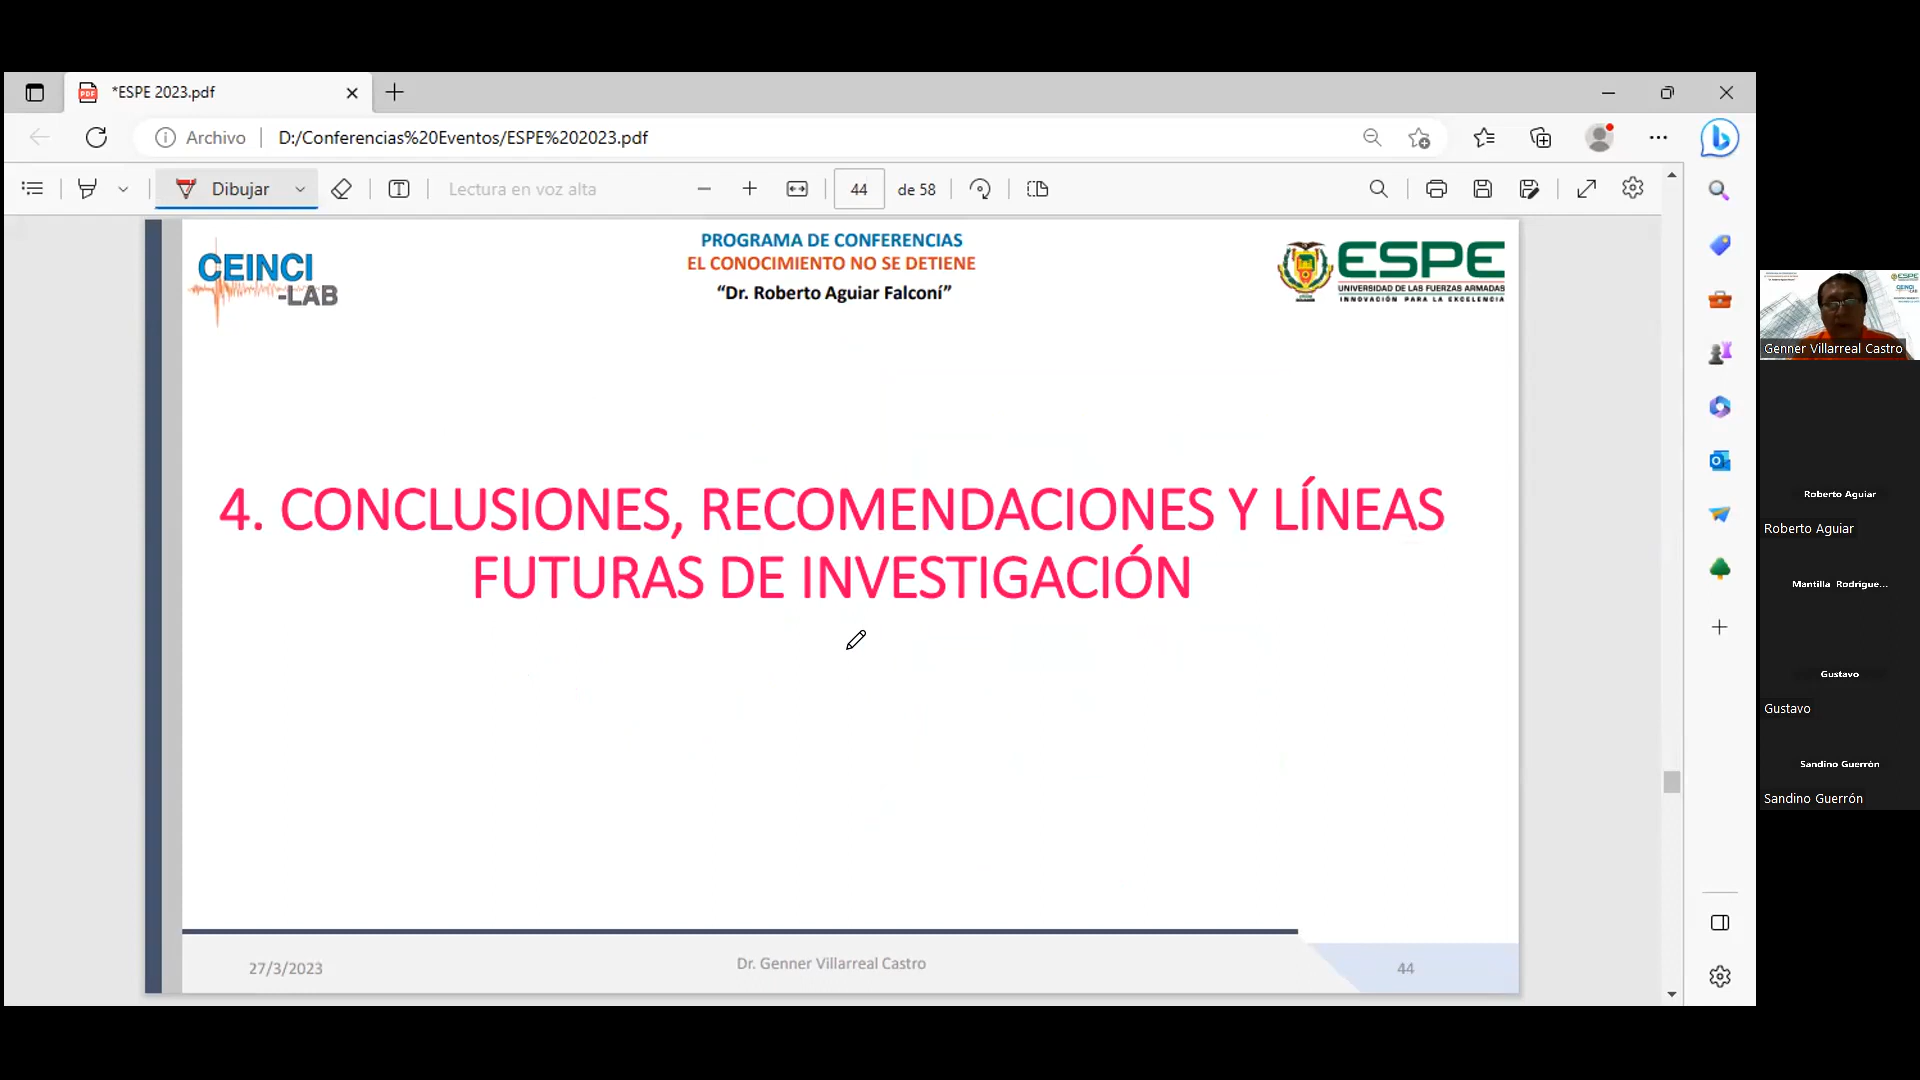 *ESPE 2023.pdf
Archivo
D:/Conferencias%20Eventos/ESPE%202023.pdf
Dibujar
Lectura en voz alta
44
de 58
CEINCI
-LAB
PROGRAMA DE CONFERENCIAS
EL CONOCIMIENTO NO SE DETIENE
“Dr. Roberto Aguiar Falconí”
ESPE
UNIVERSIDAD DE LAS FUERZAS ARMADAS
INNOVACIÓN PARA LA EXCELENCIA
4. CONCLUSIONES, RECOMENDACIONES Y LÍNEAS
FUTURAS DE INVESTIGACIÓN
27/3/2023
Dr. Genner Villarreal Castro
44
Genner Villarreal Castro
Roberto Aguiar
Roberto Aguiar
Mantilla Rodrigue...
Gustavo
Gustavo
Sandino Guerrón
Sandino Guerrón